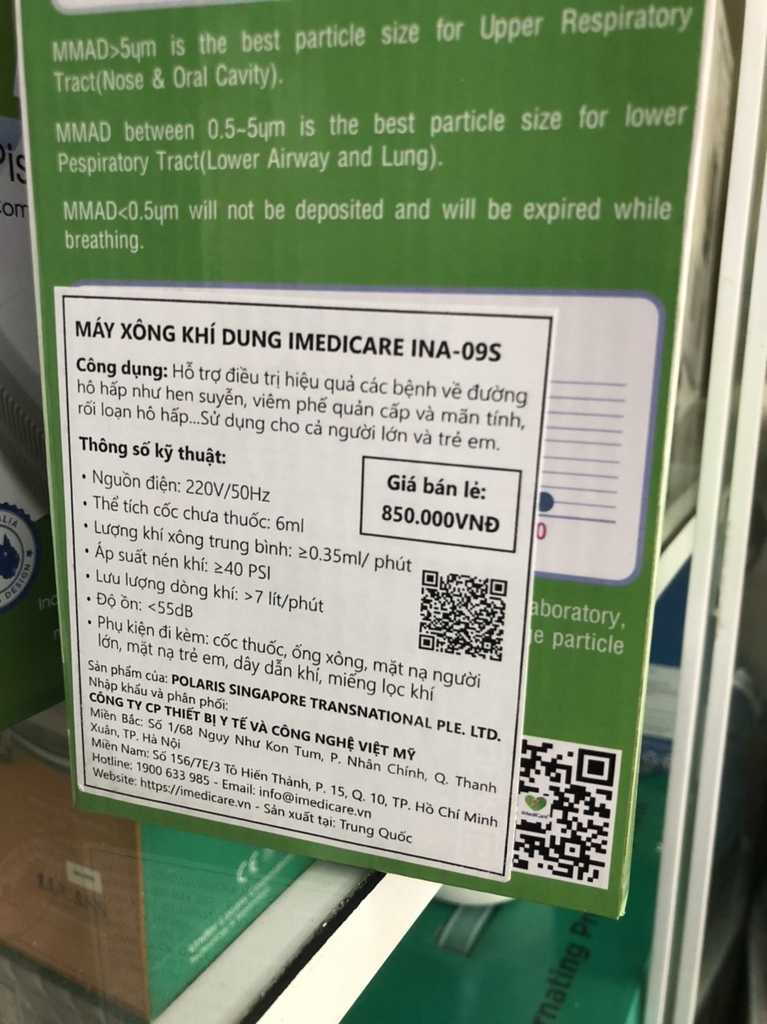 MMAD>5ųm is the best particle size for Upper Respiratory
Tract(Nose & Oral Cavity).
MMAD between 0.5~5ųm is the best particle size for lower
Pespiratory Tract(Lower Airway and Lung).
MMAD<0.5ųm will not be deposited and will be expired while
breathing.
MÁY XÔNG KHÍ DUNG IMEDICARE INA-09S
Công dụng: Hỗ trợ điều trị hiệu quả các bệnh về đường
hô hấp như hen suyễn, viêm phế quản cấp và mãn tính,
rối loạn hô hấp...Sử dụng cho cả người lớn và trẻ em.
Thông số kỹ thuật:
• Nguồn điện: 220V/50Hz
• Thể tích cốc chưa thuốc: 6ml
• Lượng khí xông trung bình: ≥0.35ml/ phút
• Áp suất nén khí: ≥40 PSI
• Lưu lượng dòng khí: >7 lít/phút
• Độ ồn: <55dB
• Phụ kiện đi kèm: cốc thuốc, ống xông, mặt nạ người
lớn, mặt nạ trẻ em, dây dẫn khí, miếng lọc khí
Giá bán lẻ:
850.000VNĐ
Sản phẩm của: POLARIS SINGAPORE TRANSNATIONAL PLE. LTD.
Nhập khẩu và phân phối:
CÔNG TY CP THIẾT BỊ Y TẾ VÀ CÔNG NGHỆ VIỆT MỸ
Miền Bắc: Số 1/68 Ngụy Như Kon Tum, P. Nhân Chính, Q. Thanh
Xuân, TP. Hà Nội
Miền Nam: Số 156/7E/3 Tô Hiến Thành, P. 15, Q. 10, TP. Hồ Chí Minh
Hotline: 1900 633 985 - Email: info@imedicare.vn
Website: https://imedicare.vn - Sản xuất tại: Trung Quốc
0
aboratory,
particle
iMediCare
DESIGN
LUCASS
CE
nating Pr